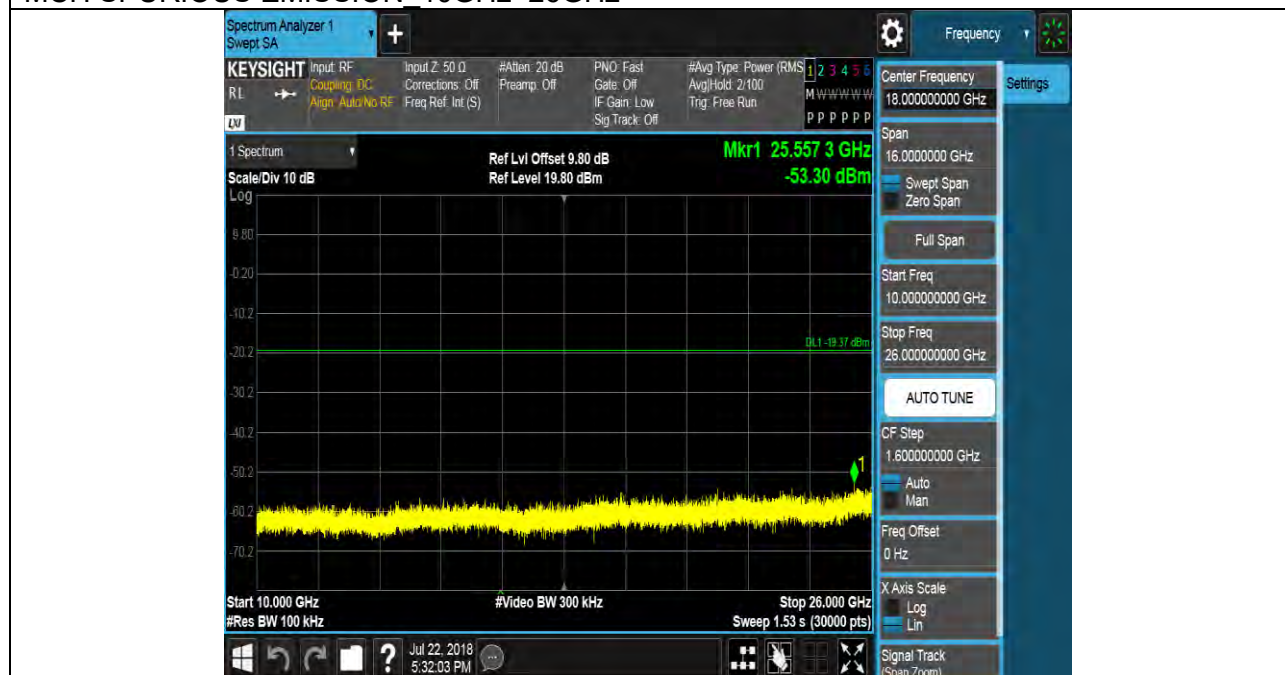 MCH SPURIOUS EMISSION_10GHz~26GHz
Spectrum Analyzer 1
Swept SA
+
Frequency
KEYSIGHT
RL
LXI
Input: RF
Coupling: DC
Align: Auto/No RF
Input Z: 50 Ω
Corrections: Off
Freq Ref: Int (S)
#Atten: 20 dB
Preamp: Off
PNO: Fast
Gate: Off
IF Gain: Low
Sig Track: Off
#Avg Type: Power (RMS
Avg|Hold: 2/100
Trig: Free Run
1 2 3 4 5 6
M W W W W W
P P P P P P
Center Frequency
18.000000000 GHz
Settings
1 Spectrum
Scale/Div 10 dB
Log
Ref Lvl Offset 9.80 dB
Ref Level 19.80 dBm
Mkr1 25.557 3 GHz
-53.30 dBm
Span
16.0000000 GHz
Swept Span
Zero Span
Full Span
Start Freq
10.000000000 GHz
Stop Freq
26.000000000 GHz
AUTO TUNE
CF Step
1.600000000 GHz
Auto
Man
Freq Offset
0 Hz
X Axis Scale
Log
Lin
Signal Track
(Span Zoom)
9.80
-0.20
-10.2
-20.2
-30.2
-40.2
-50.2
-60.2
-70.2
DL1 -19.37 dBm
1
Start 10.000 GHz
#Res BW 100 kHz
#Video BW 300 kHz
Stop 26.000 GHz
Sweep 1.53 s (30000 pts)
?
Jul 22, 2018
5:32:03 PM